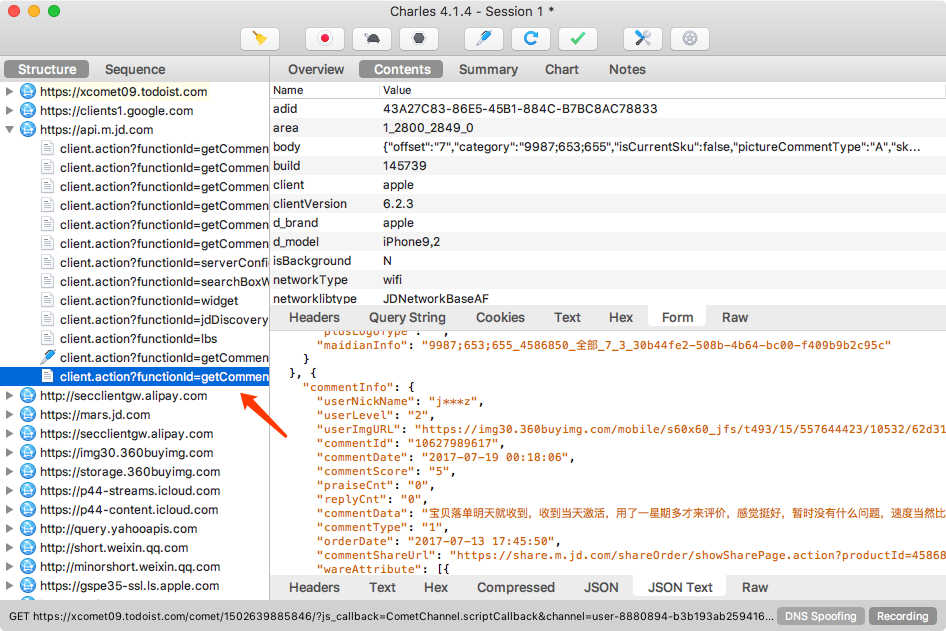 Charles 4.1.4 - Session 1 *
Structure Sequence
Overview Contents Summary Chart Notes
https://xcomet09.todoist.com
https://clients1.google.com
https://api.m.jd.com
client.action?functionId=getCommen
client.action?functionId=getCommen
client.action?functionId=getCommen
client.action?functionId=getCommen
client.action?functionId=getCommen
client.action?functionId=getCommen
client.action?functionId=serverConfi
client.action?functionId=searchBoxW
client.action?functionId=widget
client.action?functionId=jdDiscovery
client.action?functionId=lbs
client.action?functionId=getCommen
client.action?functionId=getCommen
http://secclientgw.alipay.com
https://mars.jd.com
https://secclientgw.alipay.com
https://img30.360buyimg.com
https://storage.360buyimg.com
https://p44-streams.icloud.com
https://p44-content.icloud.com
http://query.yahooapis.com
http://short.weixin.qq.com
http://minorshort.weixin.qq.com
https://gspe35-ssl.ls.apple.com
Name Value
adid 43A27C83-86E5-45B1-884C-B7BC8AC78833
area 1_2800_2849_0
body {"offset":"7","category":"9987;653;655","isCurrentSku":false,"pictureCommentType":"A","sk...
build 145739
client apple
clientVersion 6.2.3
d_brand apple
d_model iPhone9,2
isBackground N
networkType wifi
networklibtype JDNetworkBaseAF
Headers Query String Cookies Text Hex Form Raw
"plusLogoType": "",
"maidianInfo": "9987;653;655_4586850_全部_7_3_30b44fe2-508b-4b64-bc00-f409b9b2c95c"
}
}, {
"commentInfo": {
"userNickName": "j***z",
"userLevel": "2",
"userImgURL": "https://img30.360buyimg.com/mobile/s60x60_jfs/t493/15/557644423/10532/62d31
"commentId": "10627989617",
"commentDate": "2017-07-19 00:18:06",
"commentScore": "5",
"praiseCnt": "0",
"replyCnt": "0",
"commentData": "宝贝落单明天就收到，收到当天激活，用了一星期多才来评价，感觉挺好，暂时没有什么问题，速度当然比
"commentType": "1",
"orderDate": "2017-07-13 17:45:50",
"commentShareUrl": "https://share.m.jd.com/shareOrder/showSharePage.action?productId=45868
"wareAttribute": [{
Headers Text Hex Compressed JSON JSON Text Raw
GET https://xcomet09.todoist.com/comet/1502639885846/?js_callback=CometChannel.scriptCallback&channel=user-8880894-b3b193ab259416... DNS Spoofing Recording